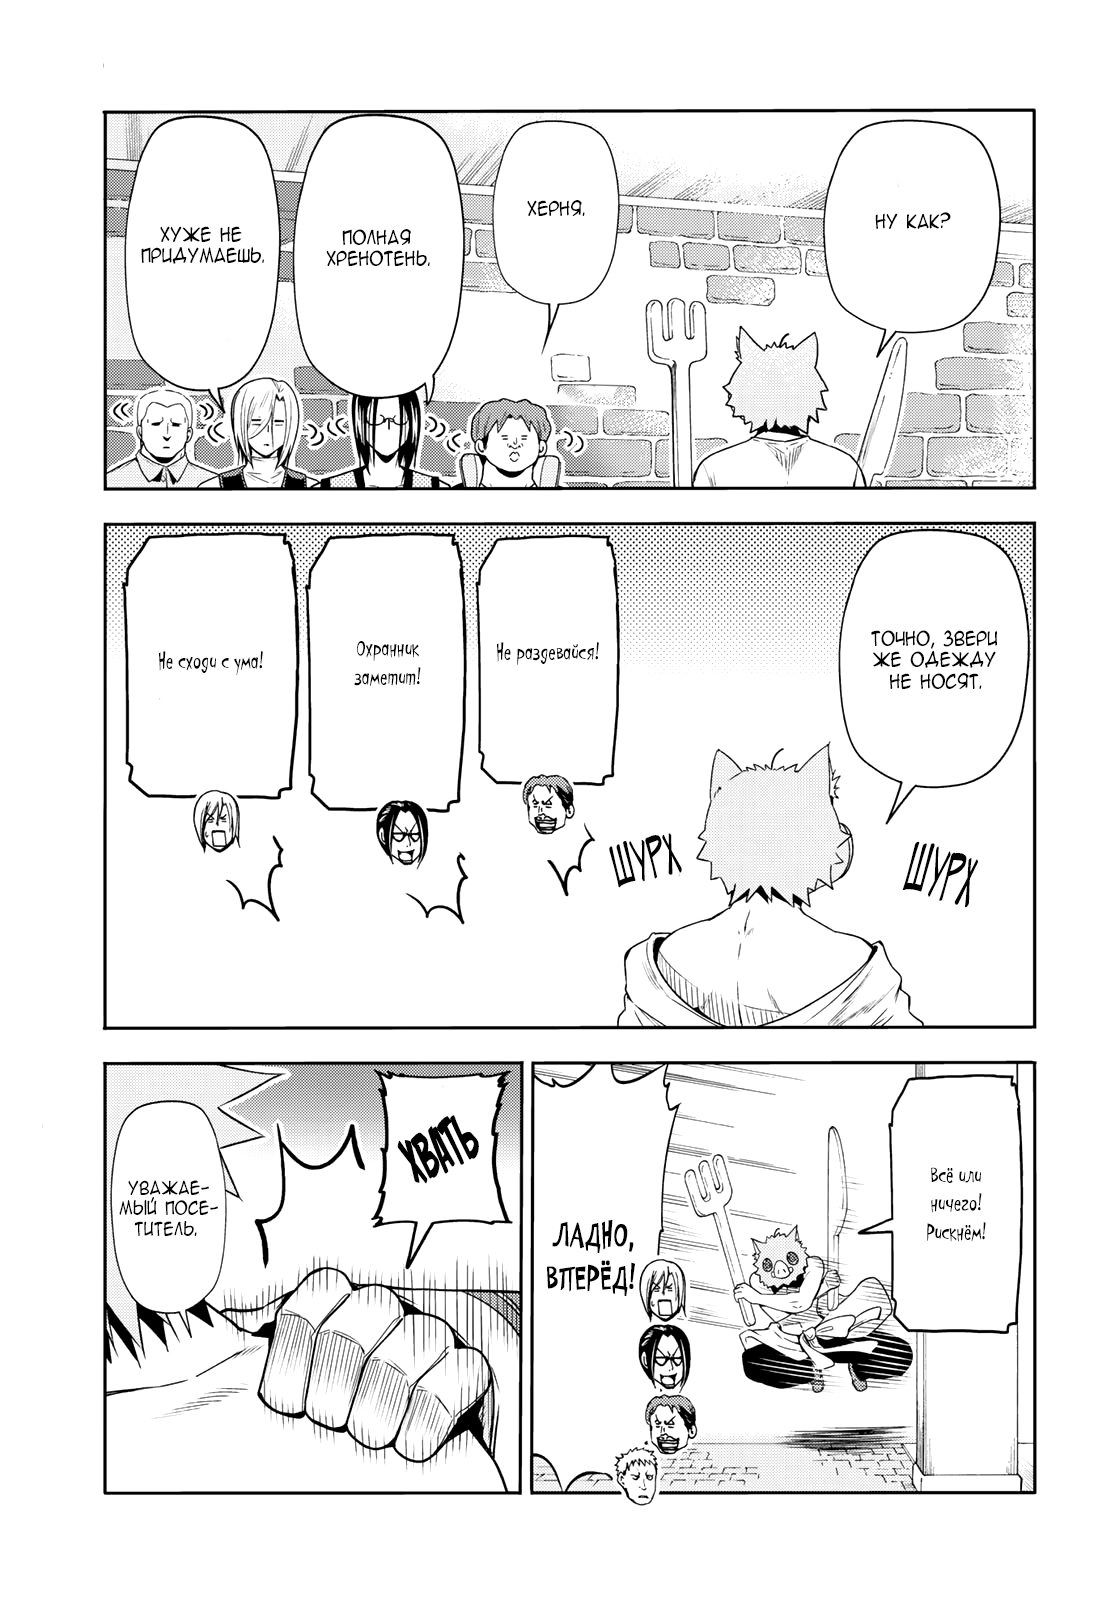 НУ КАК?
ХЕРНЯ.
ПОЛНАЯ
ХРЕНОТЕНЬ.
ХУЖЕ НЕ
ПРИДУМАЕШЬ.
ТОЧНО, ЗВЕРИ
ЖЕ ОДЕЖДУ
НЕ НОСЯТ.
ШУРХ
ШУРХ
Не раздевайся!
Охранник
заметит!
Не сходи с ума!
Всё или
ничего!
Рискнём!
ЛАДНО,
ВПЕРЁД!
ХВАТЬ
УВАЖАЕ-
МЫЙ ПОСЕ-
ТИТЕЛЬ.